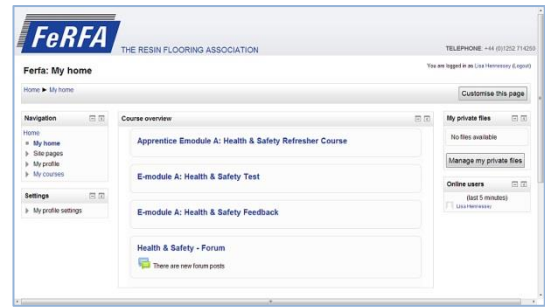 FeRFA
THE RESIN FLOORING ASSOCIATION
TELEPHONE: +44 (0)1252 714250
Ferfa: My home
You are logged in as Lisa Hennessey (Logout)
Home ► My home
Customise this page
Navigation
Home
My home
Site pages
My profile
My courses
Settings
My profile settings
Course overview
Apprentice Emodule A: Health & Safety Refresher Course
E-module A: Health & Safety Test
E-module A: Health & Safety Feedback
Health & Safety - Forum
There are new forum posts
My private files
No files available
Manage my private files
Online users
(last 5 minutes)
Lisa Hennessey